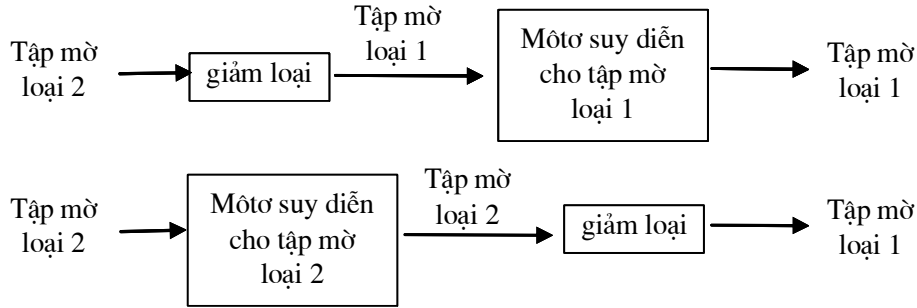 Tập mờ
loại 2
giảm loại
Tập mờ
loại 1
Môtơ suy diễn
cho tập mờ
loại 1
Tập mờ
loại 1
Tập mờ
loại 2
Môtơ suy diễn
cho tập mờ
loại 2
Tập mờ
loại 2
giảm loại
Tập mờ
loại 1